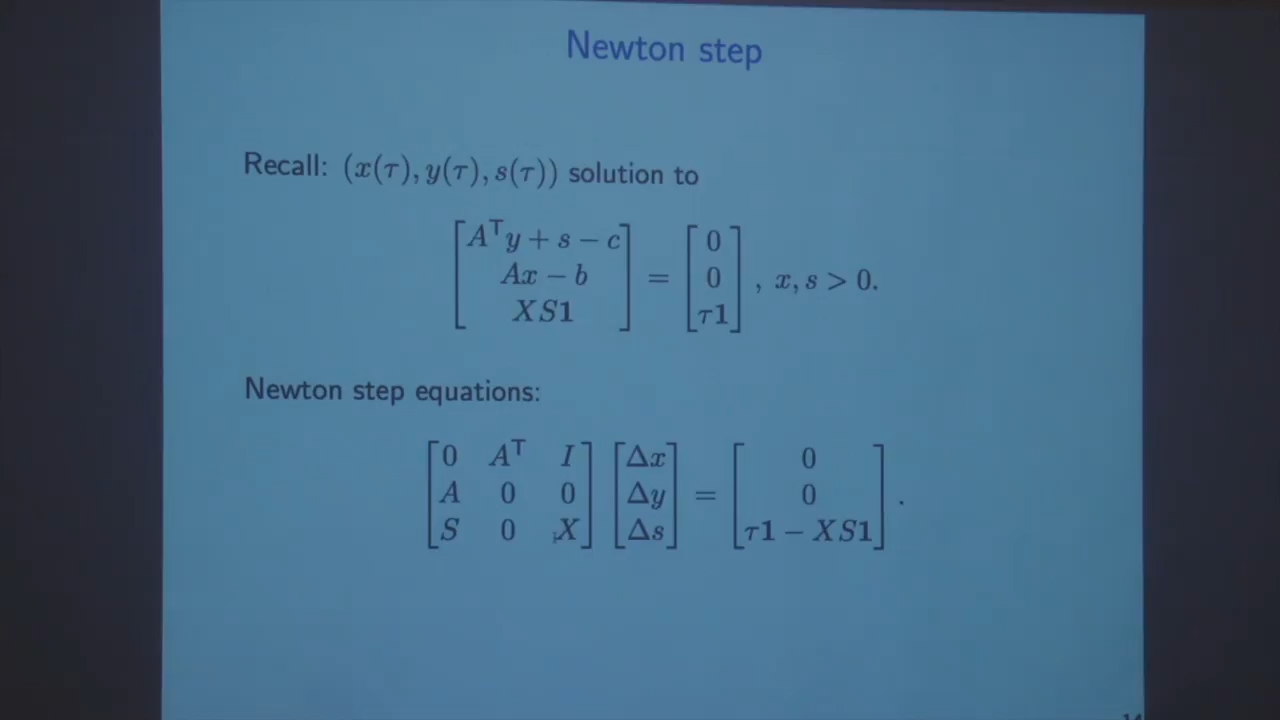 Newton step
Recall: (x(τ), y(τ), s(τ)) solution to
[Aᵀy + s − c] = [0]
[Ax − b] [0] , x, s > 0.
[XS1] [τ1]
Newton step equations:
[0 Aᵀ I] [Δx] [0]
[A 0 0] [Δy] = [0] .
[S 0 X] [Δs] [τ1 − XS1]